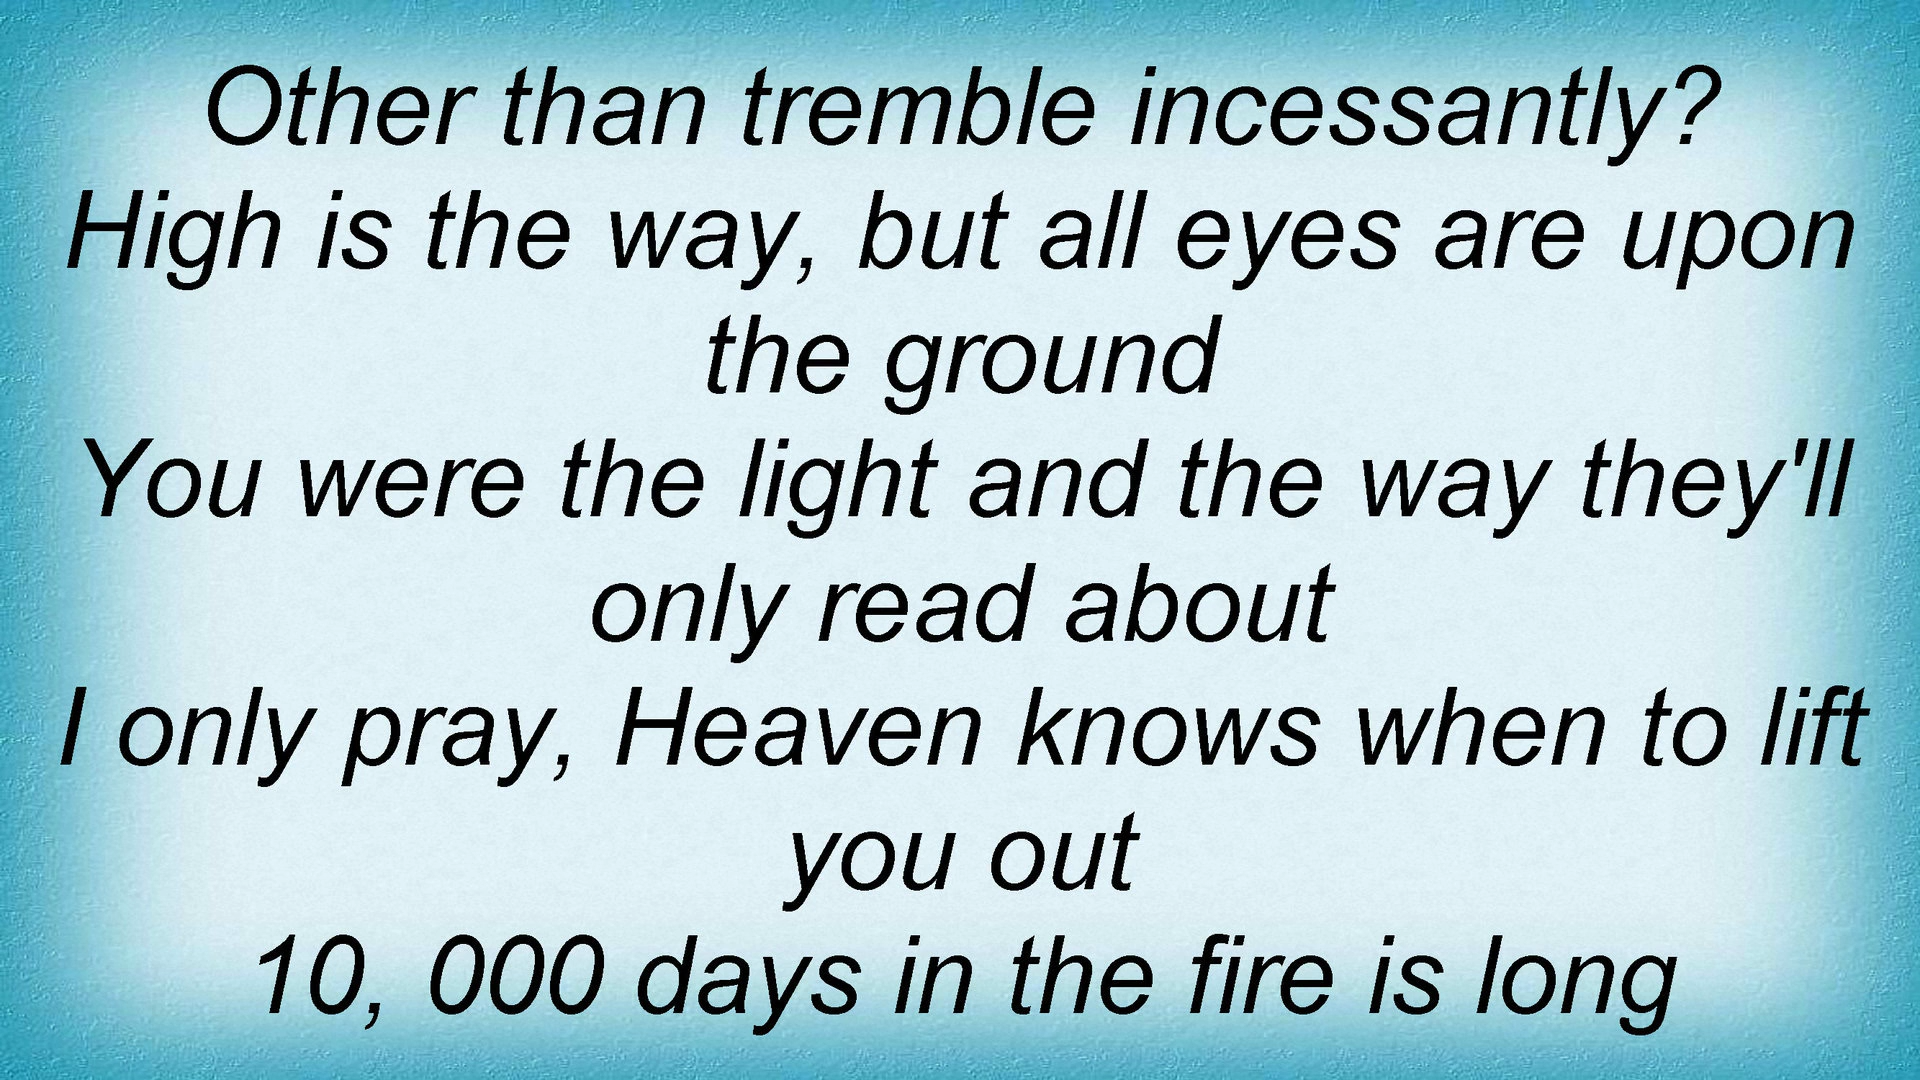 Other than tremble incessantly?
High is the way, but all eyes are upon
the ground
You were the light and the way they'll
only read about
I only pray, Heaven knows when to lift
you out
10, 000 days in the fire is long